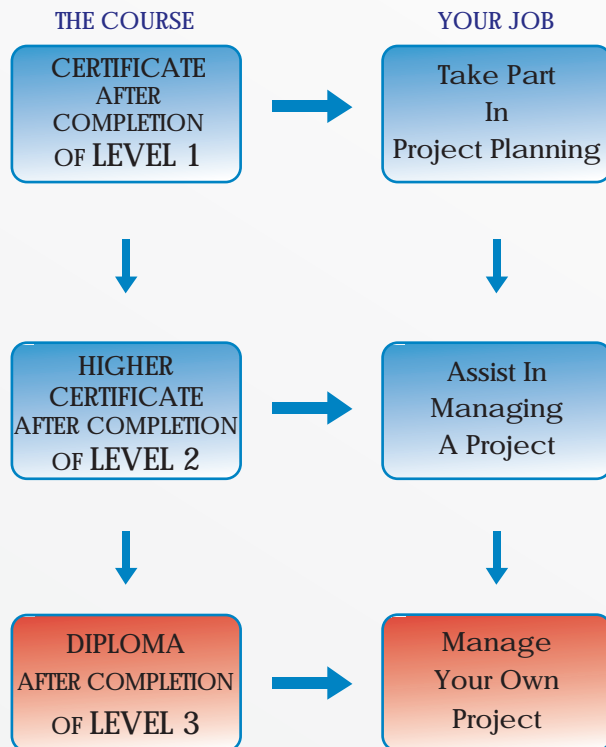 THE COURSE
YOUR JOB
CERTIFICATE
AFTER
COMPLETION
OF LEVEL 1
Take Part
In
Project Planning
HIGHER
CERTIFICATE
AFTER COMPLETION
OF LEVEL 2
Assist In
Managing
A Project
DIPLOMA
AFTER COMPLETION
OF LEVEL 3
Manage
Your Own
Project